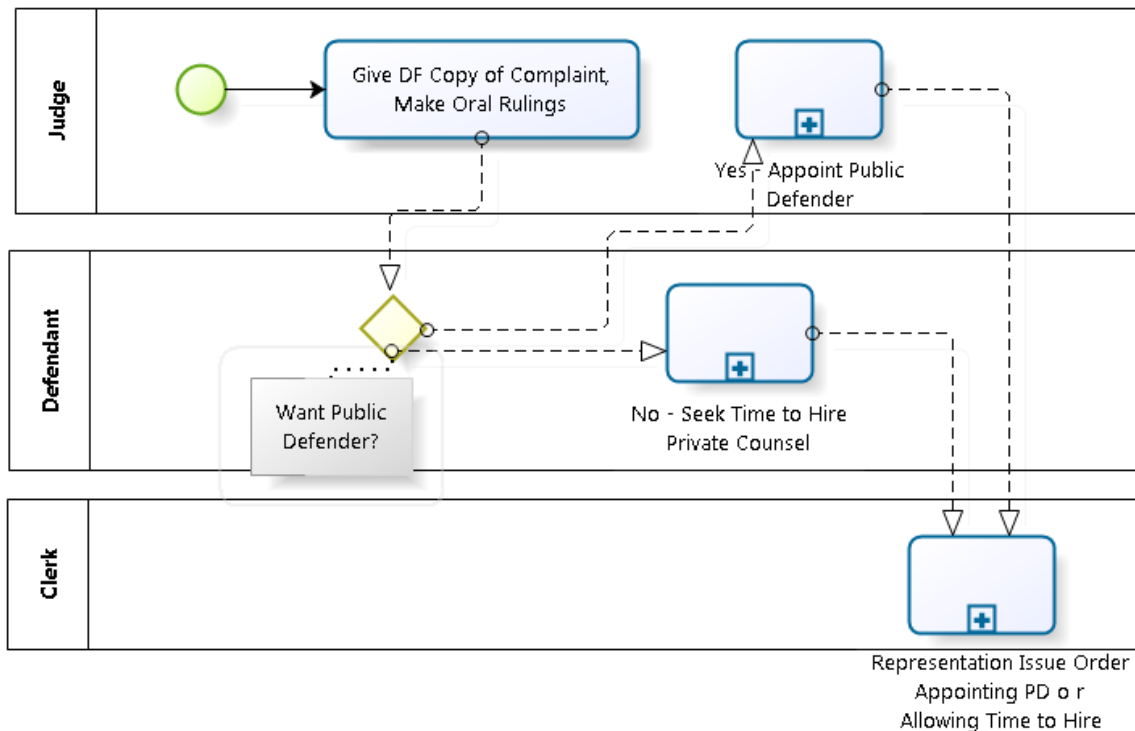 Judge
Give DF Copy of Complaint,
Make Oral Rulings
Yes - Appoint Public
Defender
Defendant
Want Public
Defender?
No - Seek Time to Hire
Private Counsel
Clerk
Representation Issue Order
Appointing PD o r
Allowing Time to Hire